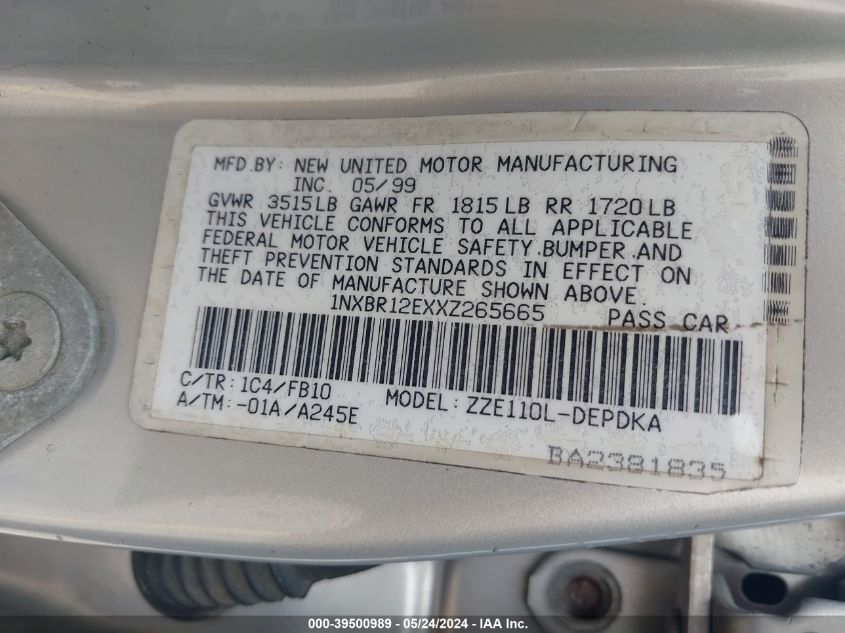 MFD.BY: NEW UNITED MOTOR MANUFACTURING
INC. 05/99
GVWR 3515LB GAWR FR 1815LB RR 1720LB
THIS VEHICLE CONFORMS TO ALL APPLICABLE
FEDERAL MOTOR VEHICLE SAFETY,BUMPER,AND
THEFT PREVENTION STANDARDS IN EFFECT ON
THE DATE OF MANUFACTURE SHOWN ABOVE.
1NXBR12EXXZ265665 PASS CAR
C/TR: 1C4/FB10 MODEL: ZZE110L-DEPDKA
A/TM: -01A/A245E
BA2381835
000-39500989 - 05/24/2024 - IAA Inc.